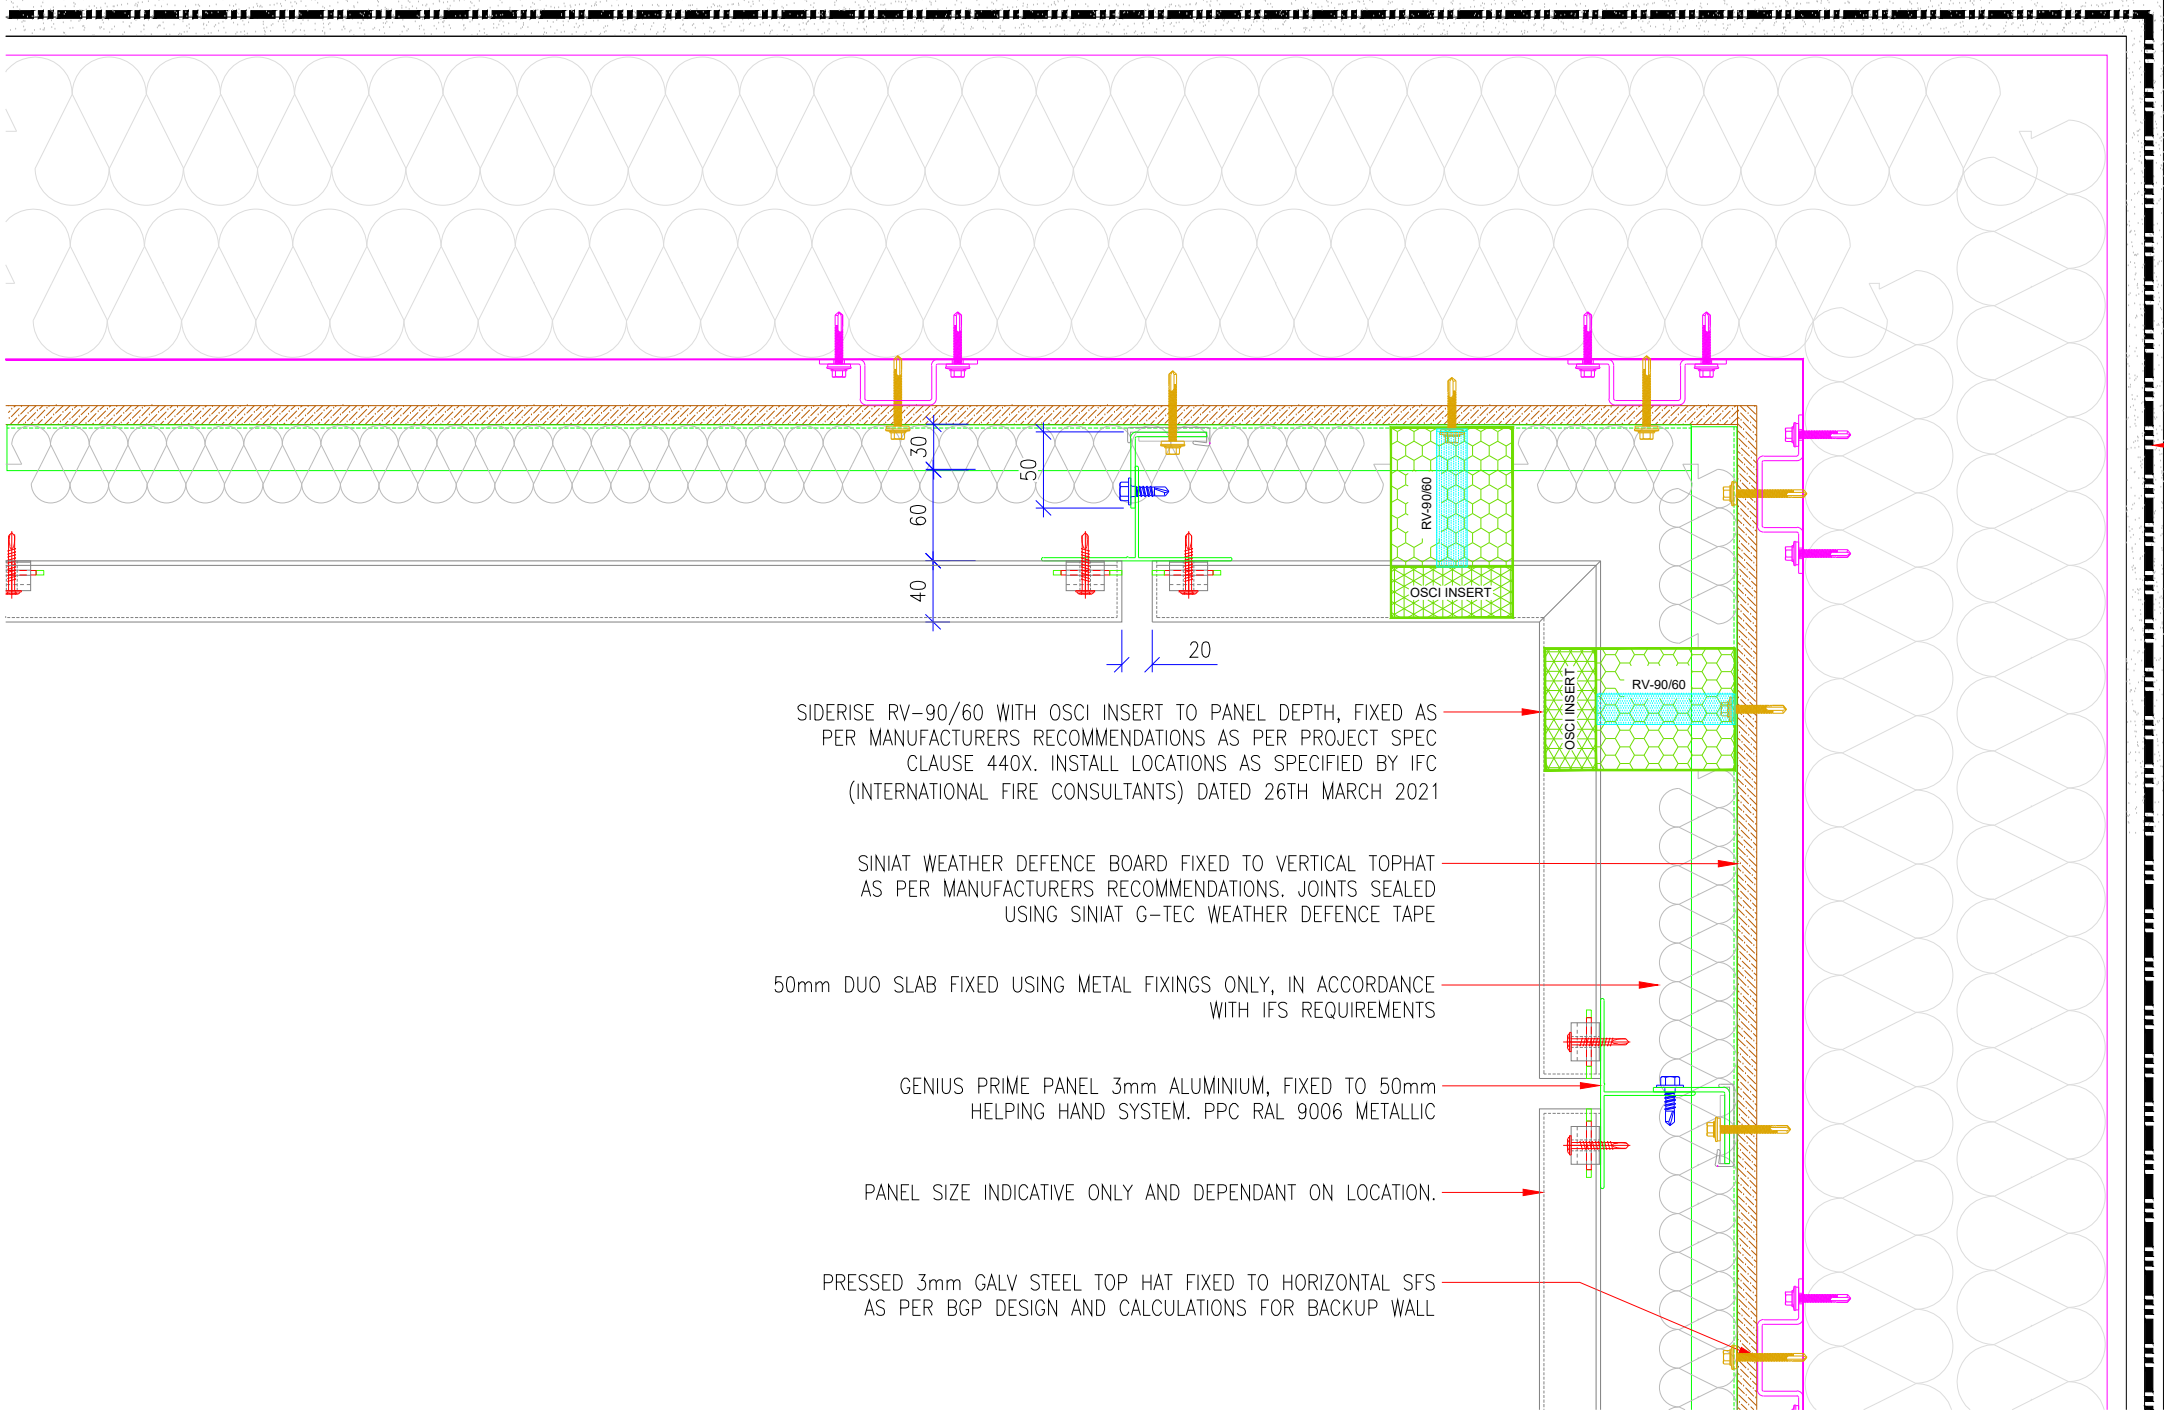 30
50
60
40
20
RV-90/60
OSCI INSERT
RV-90/60
OSCI INSERT
SIDERISE RV-90/60 WITH OSCI INSERT TO PANEL DEPTH, FIXED AS
PER MANUFACTURERS RECOMMENDATIONS AS PER PROJECT SPEC
CLAUSE 440X. INSTALL LOCATIONS AS SPECIFIED BY IFC
(INTERNATIONAL FIRE CONSULTANTS) DATED 26TH MARCH 2021
SINIAT WEATHER DEFENCE BOARD FIXED TO VERTICAL TOPHAT
AS PER MANUFACTURERS RECOMMENDATIONS. JOINTS SEALED
USING SINIAT G-TEC WEATHER DEFENCE TAPE
50mm DUO SLAB FIXED USING METAL FIXINGS ONLY, IN ACCORDANCE
WITH IFS REQUIREMENTS
GENIUS PRIME PANEL 3mm ALUMINIUM, FIXED TO 50mm
HELPING HAND SYSTEM. PPC RAL 9006 METALLIC
PANEL SIZE INDICATIVE ONLY AND DEPENDANT ON LOCATION.
PRESSED 3mm GALV STEEL TOP HAT FIXED TO HORIZONTAL SFS
AS PER BGP DESIGN AND CALCULATIONS FOR BACKUP WALL